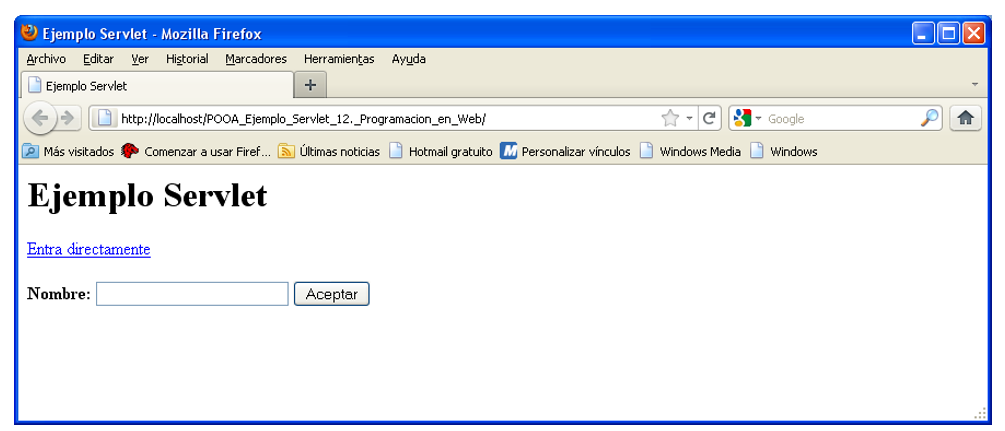 Ejemplo Servlet - Mozilla Firefox
Archivo Editar Ver Historial Marcadores Herramientas Ayuda
Ejemplo Servlet +
http://localhost/POOA_Ejemplo_Servlet_12._Programacion_en_Web/ Google
Más visitados Comenzar a usar Firef... Últimas noticias Hotmail gratuito M Personalizar vínculos Windows Media Windows
Ejemplo Servlet
Entra directamente
Nombre: Aceptar